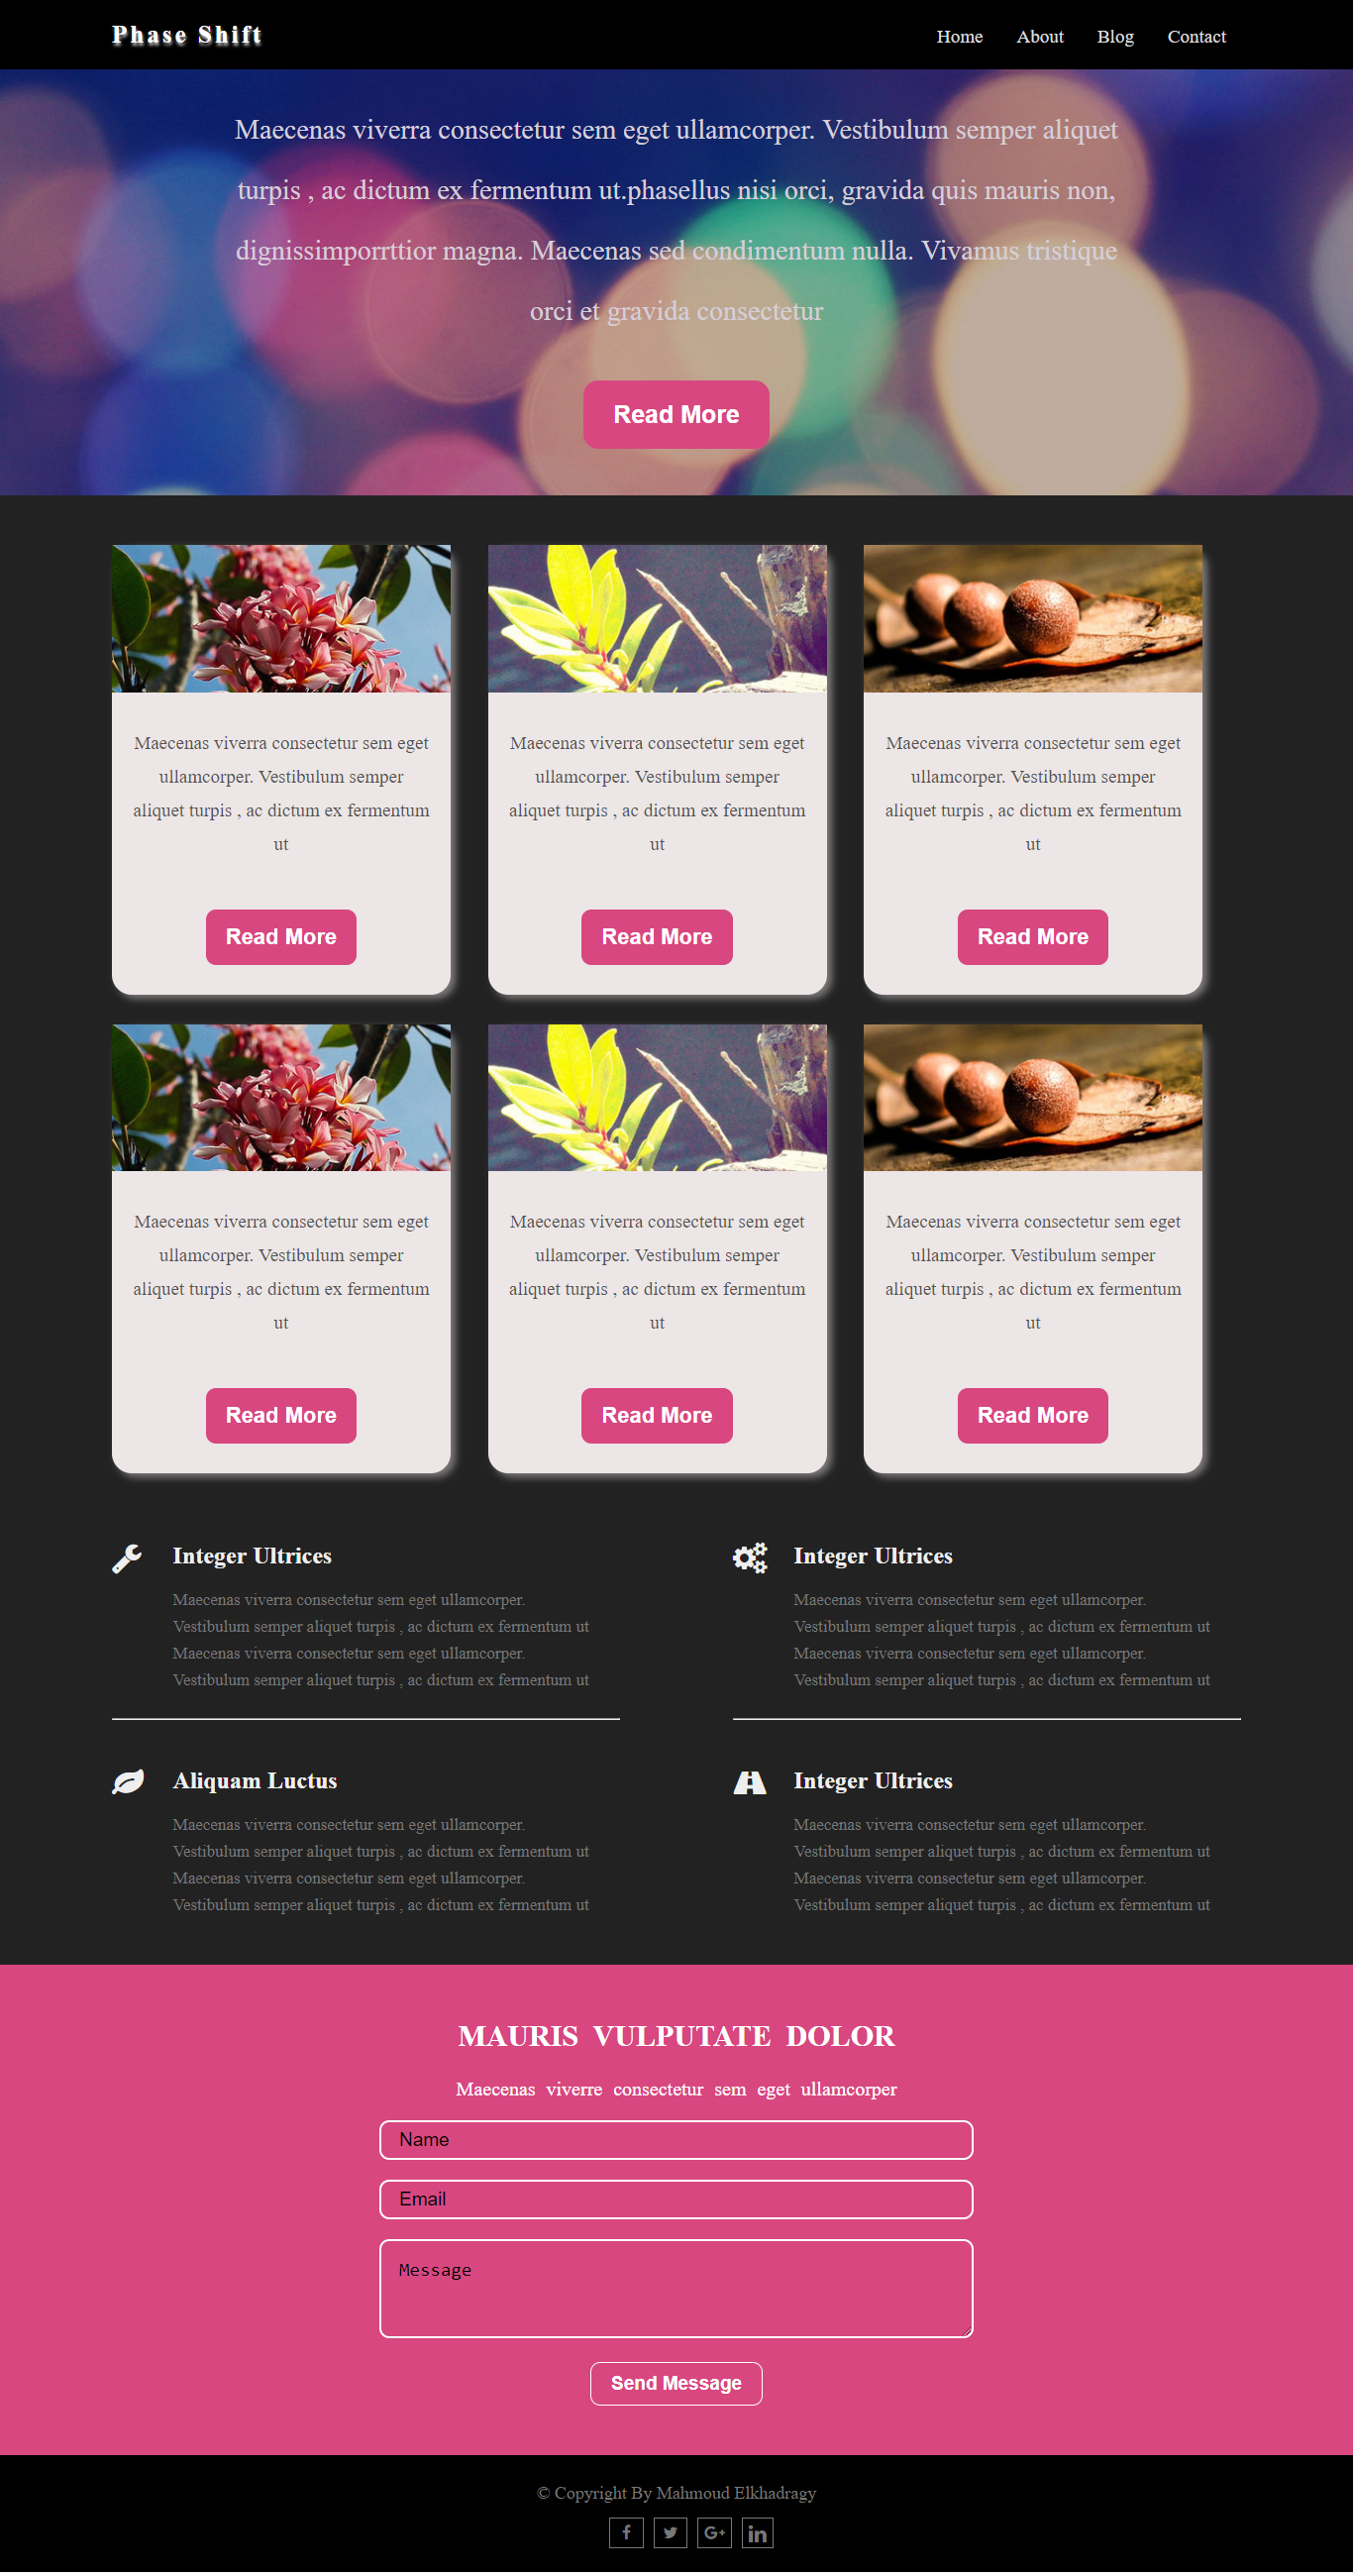 Phase Shift
Home About Blog Contact
Maecenas viverra consectetur sem eget ullamcorper. Vestibulum semper aliquet
turpis , ac dictum ex fermentum ut.phasellus nisi orci, gravida quis mauris non,
dignissimporrttior magna. Maecenas sed condimentum nulla. Vivamus tristique
orci et gravida consectetur
Read More
Maecenas viverra consectetur sem eget
ullamcorper. Vestibulum semper
aliquet turpis , ac dictum ex fermentum
ut
Read More
Maecenas viverra consectetur sem eget
ullamcorper. Vestibulum semper
aliquet turpis , ac dictum ex fermentum
ut
Read More
Maecenas viverra consectetur sem eget
ullamcorper. Vestibulum semper
aliquet turpis , ac dictum ex fermentum
ut
Read More
Maecenas viverra consectetur sem eget
ullamcorper. Vestibulum semper
aliquet turpis , ac dictum ex fermentum
ut
Read More
Maecenas viverra consectetur sem eget
ullamcorper. Vestibulum semper
aliquet turpis , ac dictum ex fermentum
ut
Read More
Maecenas viverra consectetur sem eget
ullamcorper. Vestibulum semper
aliquet turpis , ac dictum ex fermentum
ut
Read More
Integer Ultrices
Maecenas viverra consectetur sem eget ullamcorper.
Vestibulum semper aliquet turpis , ac dictum ex fermentum ut
Maecenas viverra consectetur sem eget ullamcorper.
Vestibulum semper aliquet turpis , ac dictum ex fermentum ut
Integer Ultrices
Maecenas viverra consectetur sem eget ullamcorper.
Vestibulum semper aliquet turpis , ac dictum ex fermentum ut
Maecenas viverra consectetur sem eget ullamcorper.
Vestibulum semper aliquet turpis , ac dictum ex fermentum ut
Aliquam Luctus
Maecenas viverra consectetur sem eget ullamcorper.
Vestibulum semper aliquet turpis , ac dictum ex fermentum ut
Maecenas viverra consectetur sem eget ullamcorper.
Vestibulum semper aliquet turpis , ac dictum ex fermentum ut
Integer Ultrices
Maecenas viverra consectetur sem eget ullamcorper.
Vestibulum semper aliquet turpis , ac dictum ex fermentum ut
Maecenas viverra consectetur sem eget ullamcorper.
Vestibulum semper aliquet turpis , ac dictum ex fermentum ut
MAURIS VULPUTATE DOLOR
Maecenas viverre consectetur sem eget ullamcorper
Name
Email
Message
Send Message
© Copyright By Mahmoud Elkhadragy